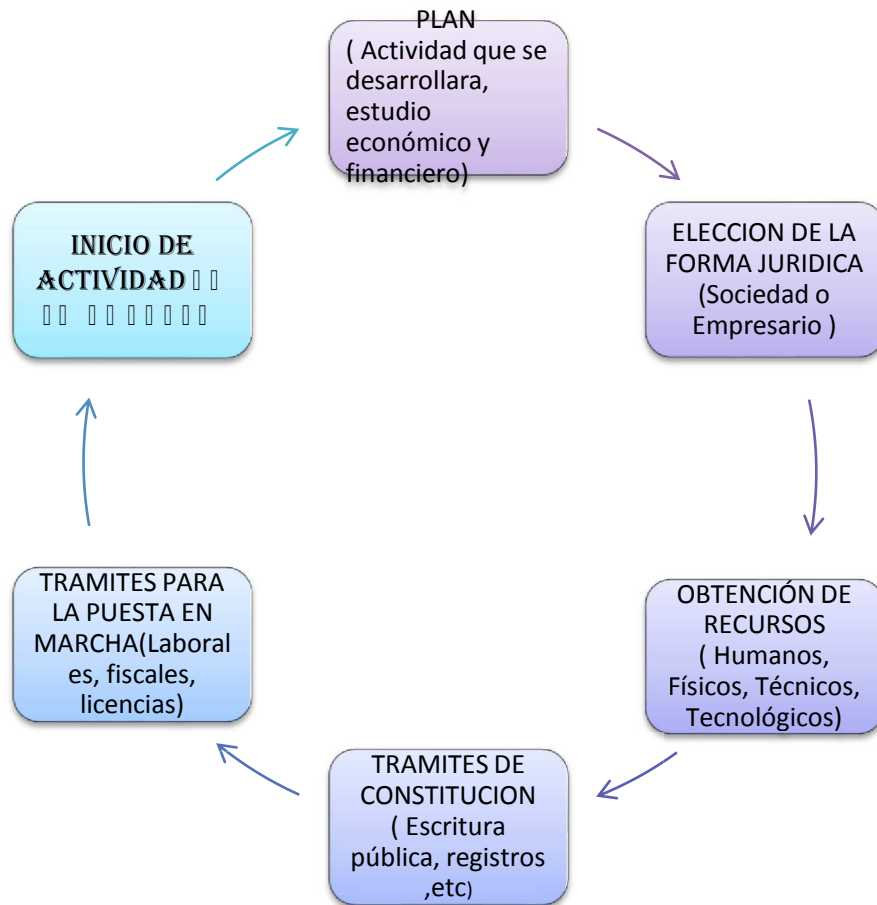 PLAN
( Actividad que se
desarrollara,
estudio
económico y
financiero)
ELECCION DE LA
FORMA JURIDICA
(Sociedad o
Empresario )
OBTENCIÓN DE
RECURSOS
( Humanos,
Físicos, Técnicos,
Tecnológicos)
TRAMITES DE
CONSTITUCION
( Escritura
pública, registros
,etc)
TRAMITES PARA
LA PUESTA EN
MARCHA(Laboral
es, fiscales,
licencias)
INICIO DE
ACTIVIDAD